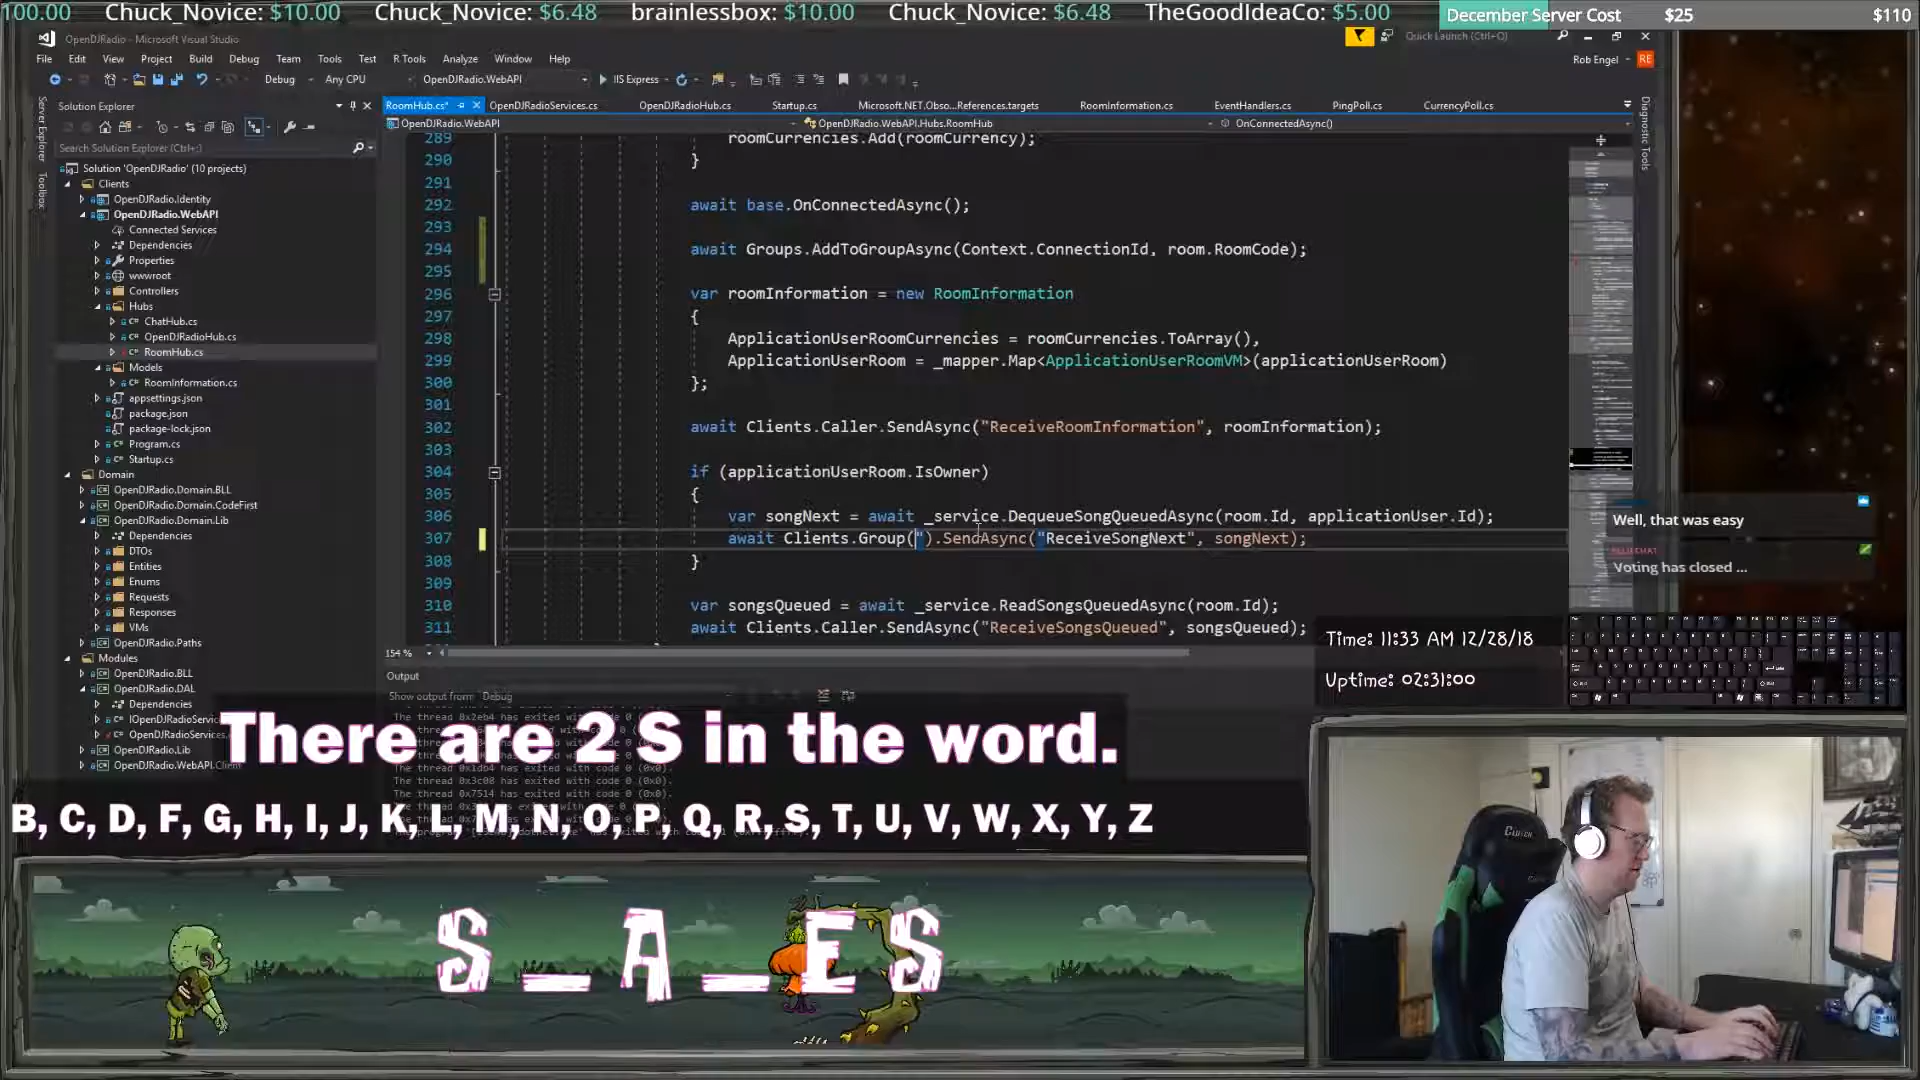 100.00 Chuck_Novice: $10.00 Chuck_Novice: $6.48 brainlessbox: $10.00 Chuck_Novice: $6.48 TheGoodIdeaCo: $5.00
December Server Cost $25 $110
OpenDJRadio - Microsoft Visual Studio
Quick Launch (Ctrl+Q)
File Edit View Project Build Debug Team Tools Test R Tools Analyze Window Help
Rob Engel RE
Debug Any CPU OpenDJRadio.WebAPI IIS Express
Server Explorer
Toolbox
Solution Explorer
Search Solution Explorer (Ctrl+;)
Solution 'OpenDJRadio' (10 projects)
Clients
OpenDJRadio.Identity
OpenDJRadio.WebAPI
Connected Services
Dependencies
Properties
wwwroot
Controllers
Hubs
ChatHub.cs
OpenDJRadioHub.cs
RoomHub.cs
Models
RoomInformation.cs
appsettings.json
package.json
package-lock.json
Program.cs
Startup.cs
Domain
OpenDJRadio.Domain.BLL
OpenDJRadio.Domain.CodeFirst
OpenDJRadio.Domain.Lib
Dependencies
DTOs
Entities
Enums
Requests
Responses
VMs
OpenDJRadio.Paths
Modules
OpenDJRadio.BLL
OpenDJRadio.DAL
Dependencies
OpenDJRadio.Lib
RoomHub.cs* OpenDJRadioServices.cs OpenDJRadioHub.cs Startup.cs Microsoft.NET.Obso...References.targets RoomInformation.cs EventHandlers.cs PingPoll.cs CurrencyPoll.cs
OpenDJRadio.WebAPI OpenDJRadio.WebAPI.Hubs.RoomHub OnConnectedAsync()
Diagnostic Tools
289 roomCurrencies.Add(roomCurrency);
290 }
291
292 await base.OnConnectedAsync();
293
294 await Groups.AddToGroupAsync(Context.ConnectionId, room.RoomCode);
295
296 var roomInformation = new RoomInformation
297 {
298 ApplicationUserRoomCurrencies = roomCurrencies.ToArray(),
299 ApplicationUserRoom = _mapper.Map<ApplicationUserRoomVM>(applicationUserRoom)
300 };
301
302 await Clients.Caller.SendAsync("ReceiveRoomInformation", roomInformation);
303
304 if (applicationUserRoom.IsOwner)
305 {
306 var songNext = await _service.DequeueSongQueuedAsync(room.Id, applicationUser.Id);
307 await Clients.Group(").SendAsync("ReceiveSongNext", songNext);
308 }
309
310 var songsQueued = await _service.ReadSongsQueuedAsync(room.Id);
311 await Clients.Caller.SendAsync("ReceiveSongsQueued", songsQueued);
154 %
Output
Show output from: Debug
Well, that was easy
Voting has closed ...
Time: 11:33 AM 12/28/18
Uptime: 02:31:00
There are 2 S in the word.
B, C, D, F, G, H, I, J, K, L, M, N, O, P, Q, R, S, T, U, V, W, X, Y, Z
S _ A _ E S
CLUTCH